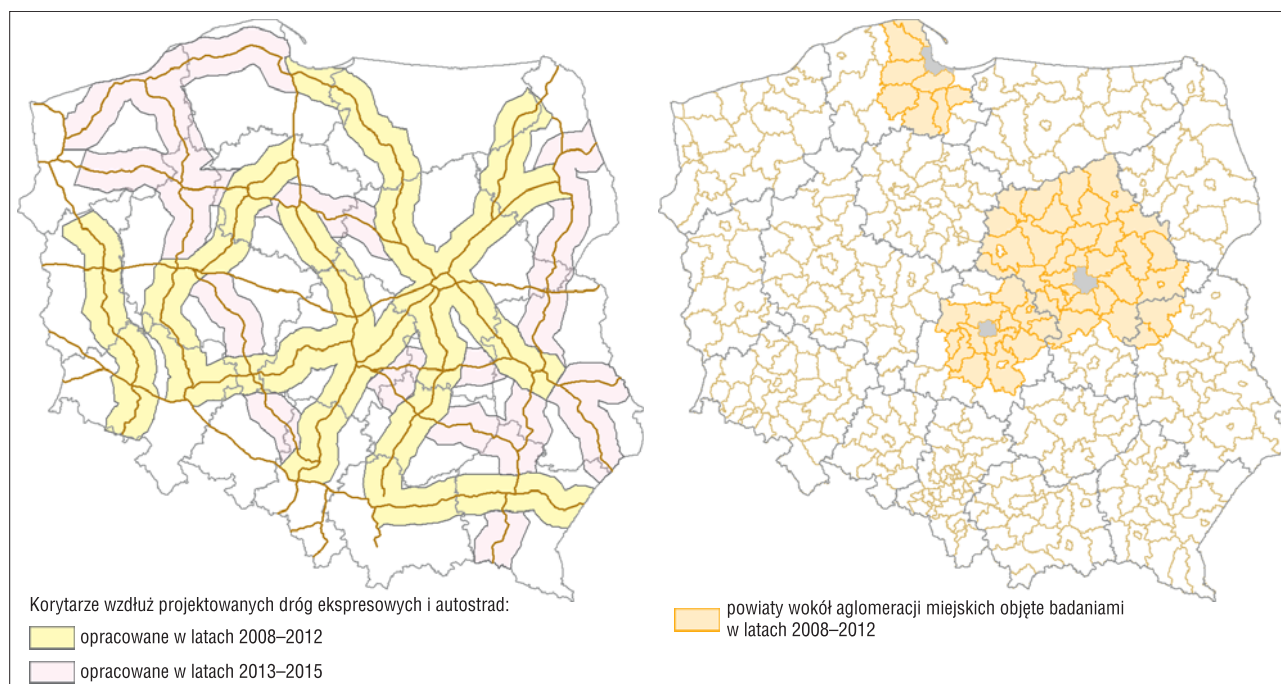 Korytarze wzdłuż projektowanych dróg ekspresowych i autostrad:
opracowane w latach 2008–2012
opracowane w latach 2013–2015
powiaty wokół aglomeracji miejskich objęte badaniami
w latach 2008–2012